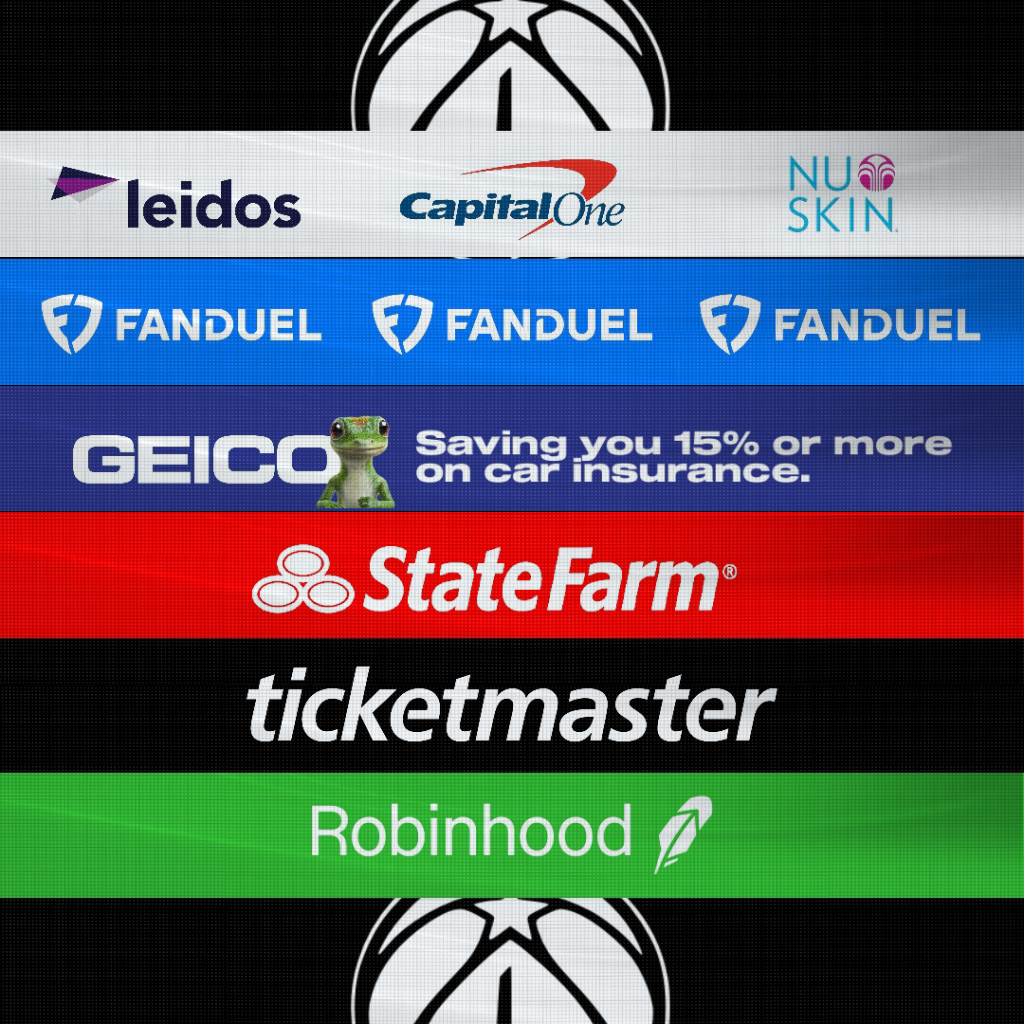 leidos CapitalOne NU SKIN.
FANDUEL FANDUEL FANDUEL
GEICO Saving you 15% or more
on car insurance.
StateFarm®
ticketmaster
Robinhood